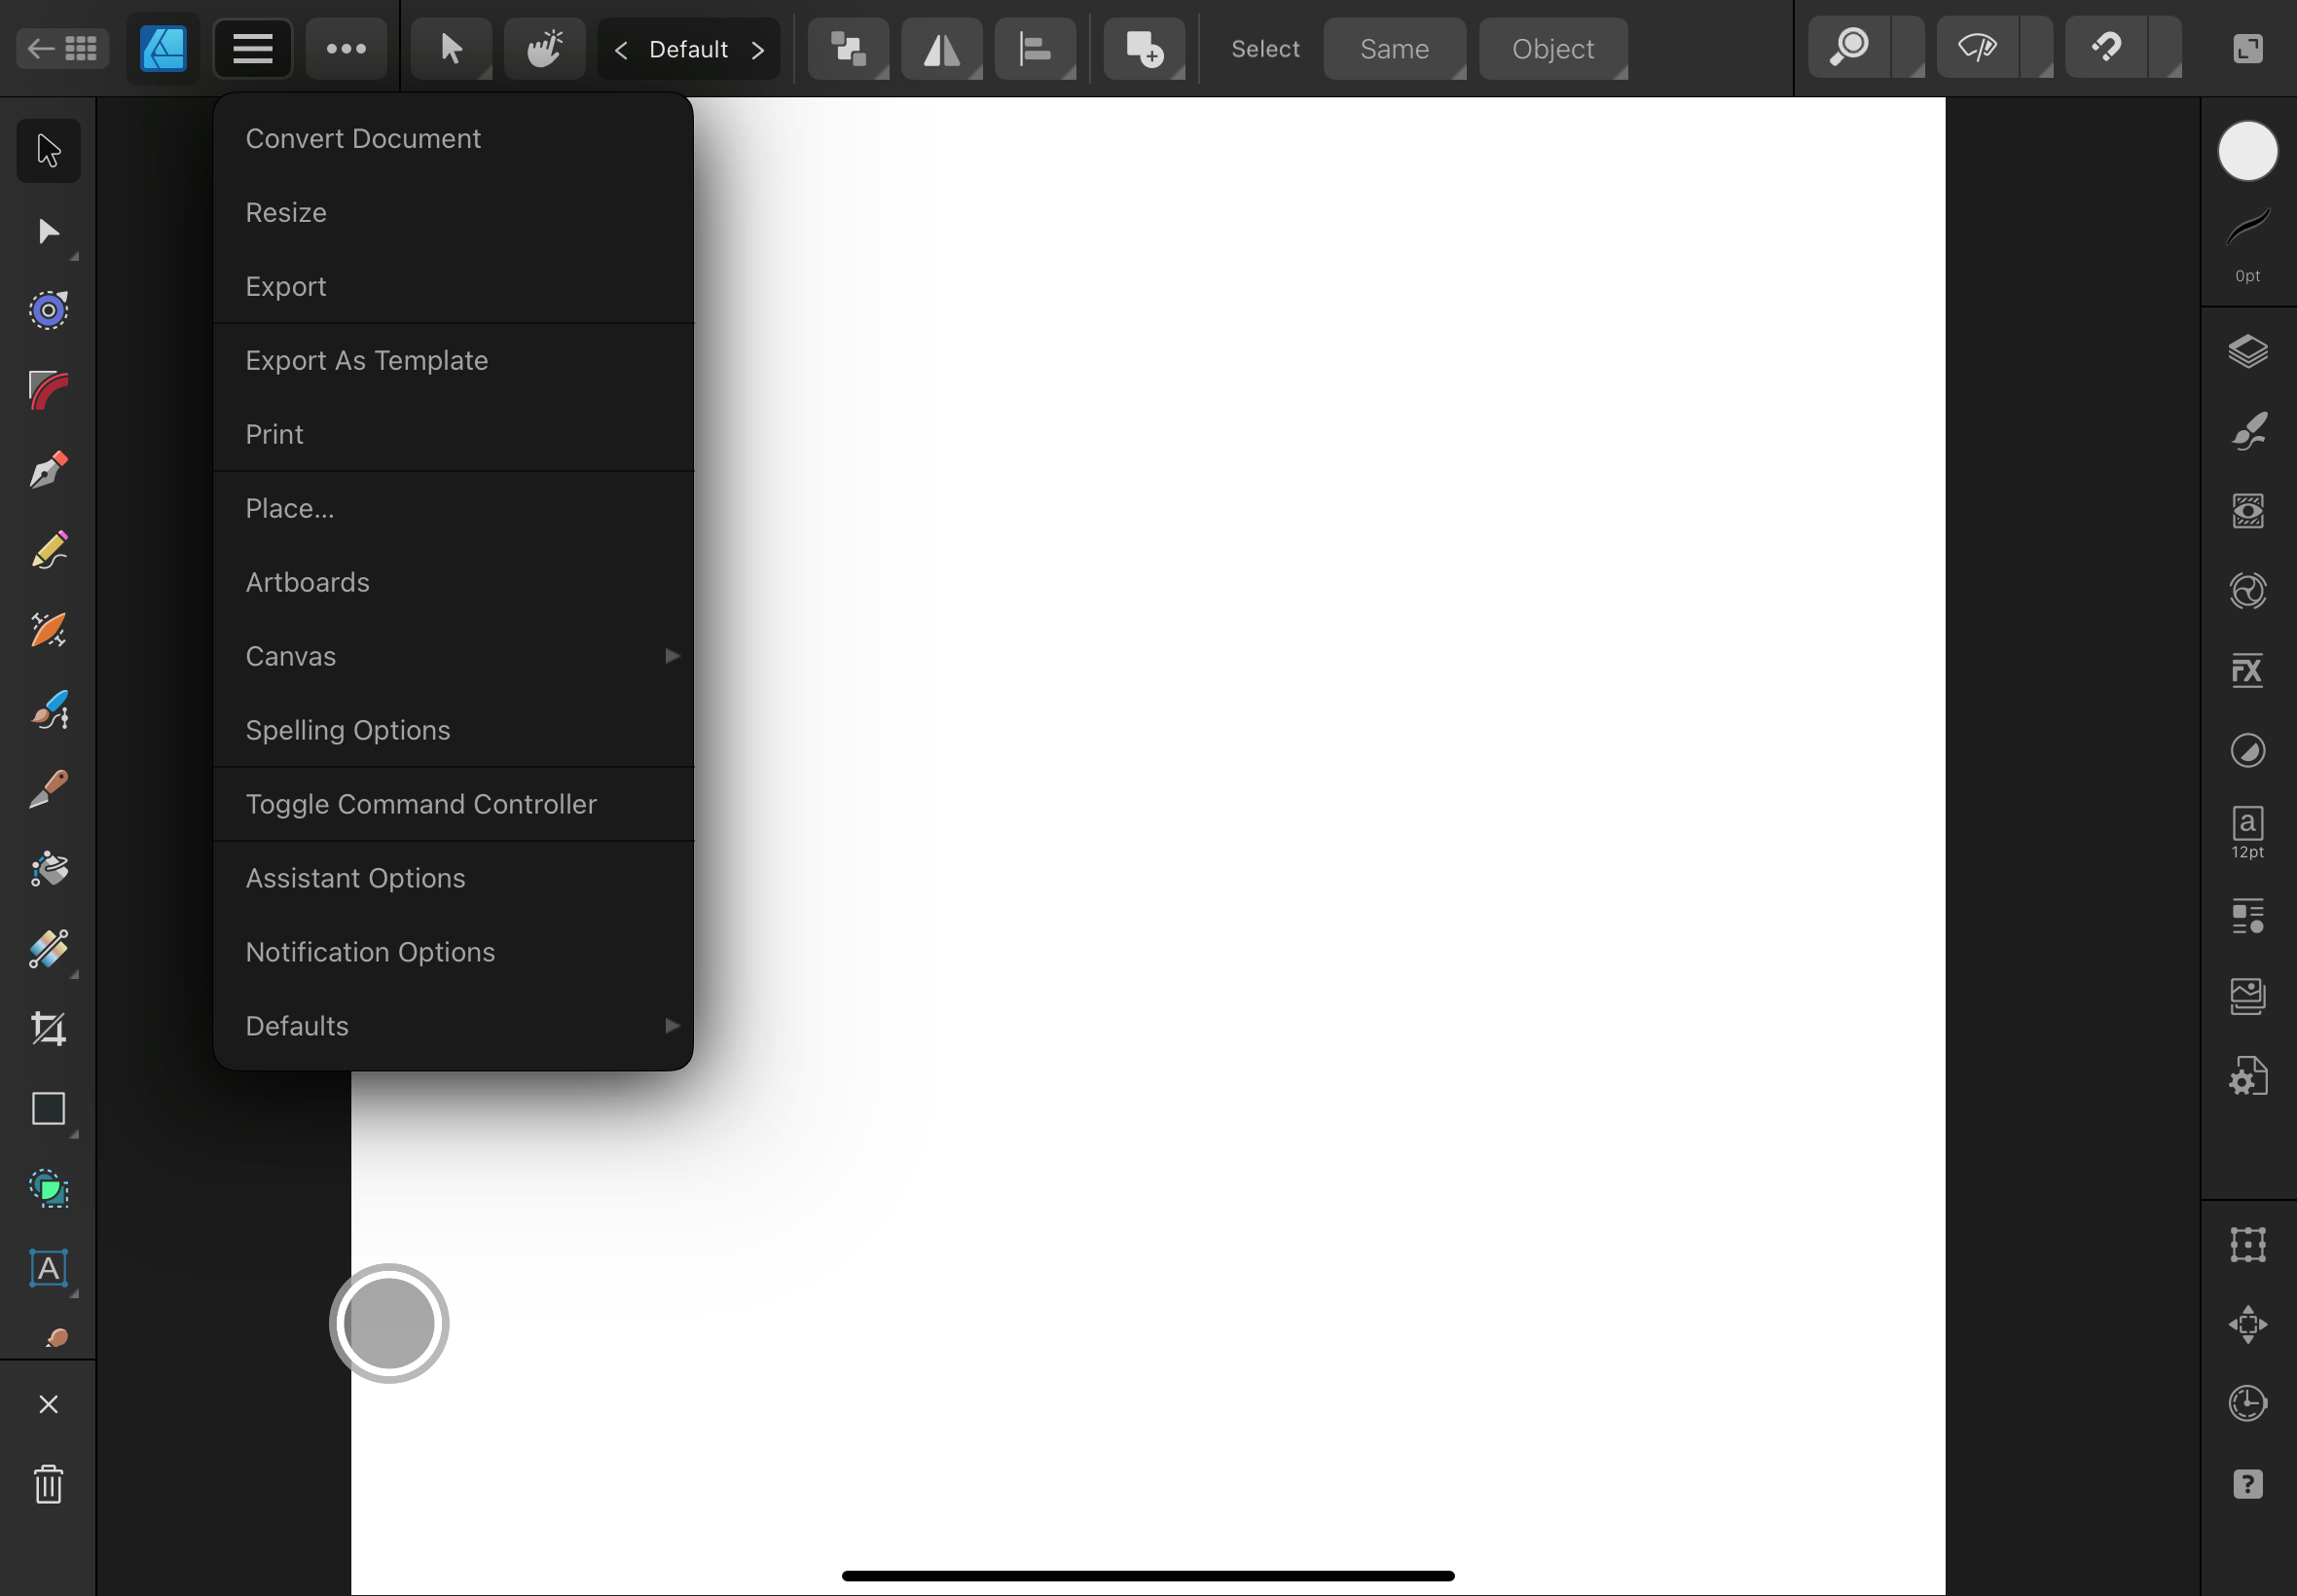 Default
Select
Same
Object
Convert Document
Resize
Export
Export As Template
Print
Place...
Artboards
Canvas
Spelling Options
Toggle Command Controller
Assistant Options
Notification Options
Defaults
A
0pt
FX
a
12pt
?